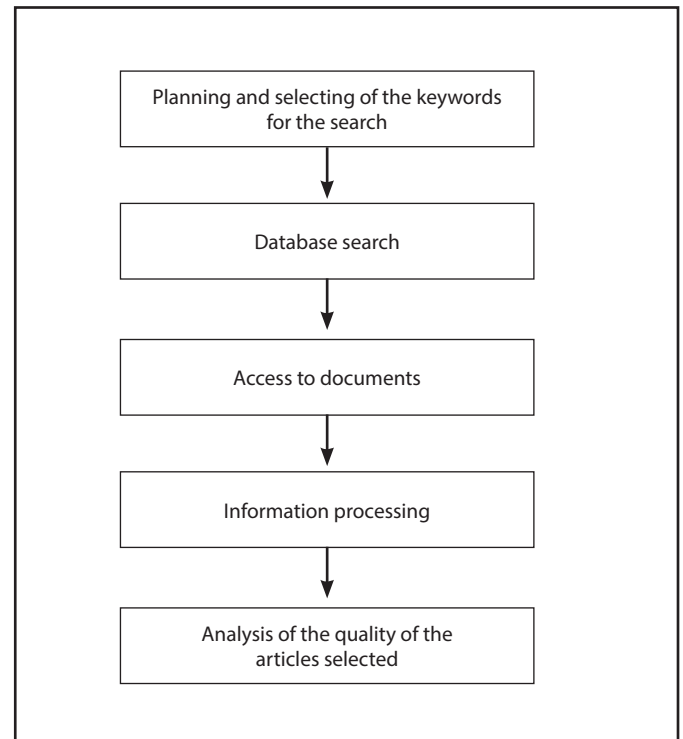 Planning and selecting of the keywords
for the search
Database search
Access to documents
Information processing
Analysis of the quality of the
articles selected